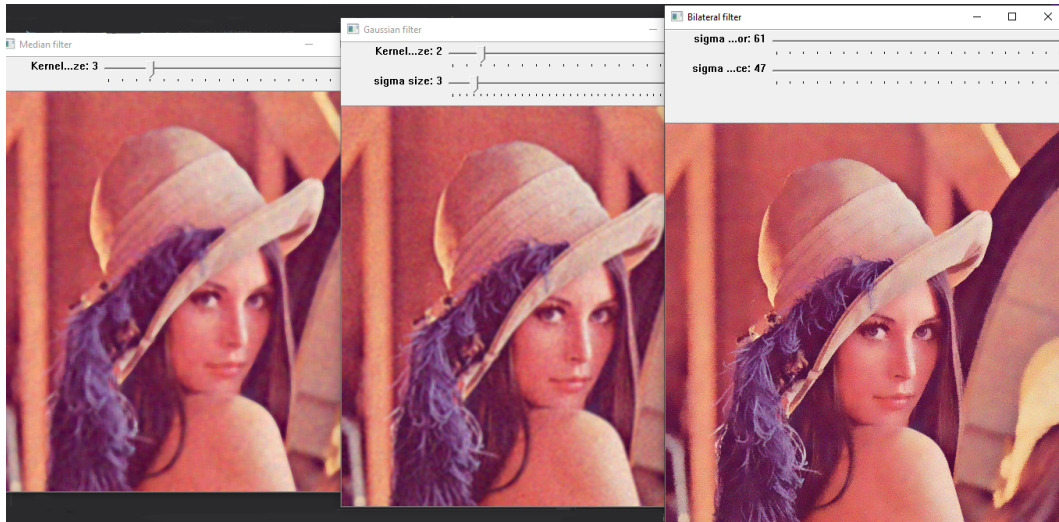 Median filter
Kernel...ze: 3
Gaussian filter
Kernel...ze: 2
sigma size: 3
Bilateral filter
sigma ...or: 61
sigma ...ce: 47